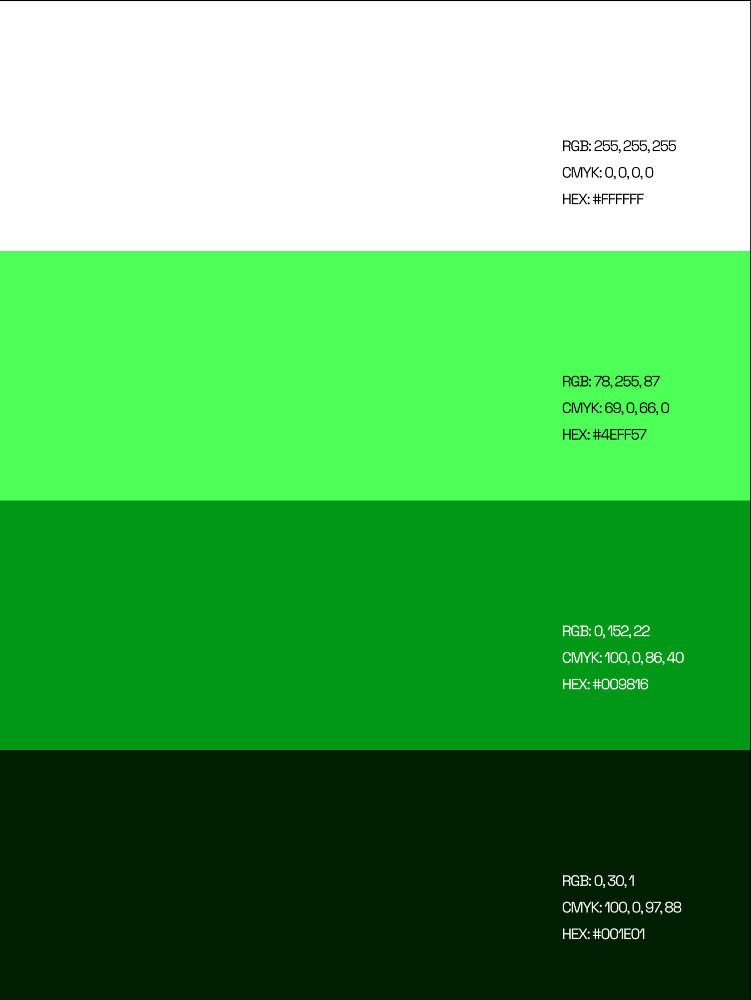 RGB: 255, 255, 255
CMYK: 0, 0, 0, 0
HEX: #FFFFFF
RGB: 78, 255, 87
CMYK: 69, 0, 66, 0
HEX: #4EFF57
RGB: 0, 152, 22
CMYK: 100, 0, 86, 40
HEX: #009816
RGB: 0, 30, 1
CMYK: 100, 0, 97, 88
HEX: #001E01